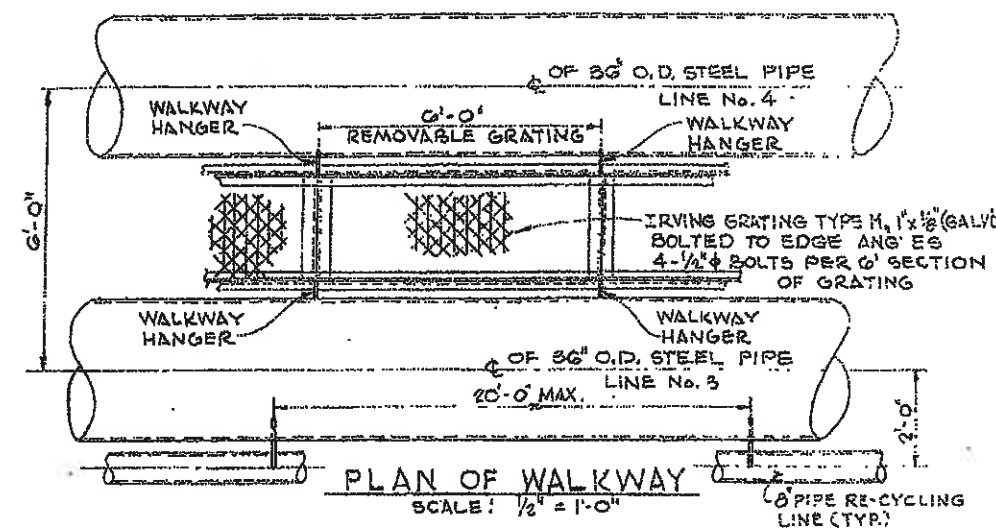 ℄ OF 36" O.D. STEEL PIPE
LINE No. 4
WALKWAY
HANGER
6'-0"
REMOVABLE GRATING
WALKWAY
HANGER
6'-0"
IRVING GRATING TYPE M, 1"x 1/8" (GALV.
BOLTED TO EDGE ANG ES
4-1/2"φ BOLTS PER 6' SECTION
OF GRATING
WALKWAY
HANGER
WALKWAY
HANGER
℄ OF 36" O.D. STEEL PIPE
LINE No. 3
20'-0" MAX.
2'-0"
PLAN OF WALKWAY
SCALE: 1/2" = 1'-0"
8" PIPE RE-CYCLING
LINE (TYP.)